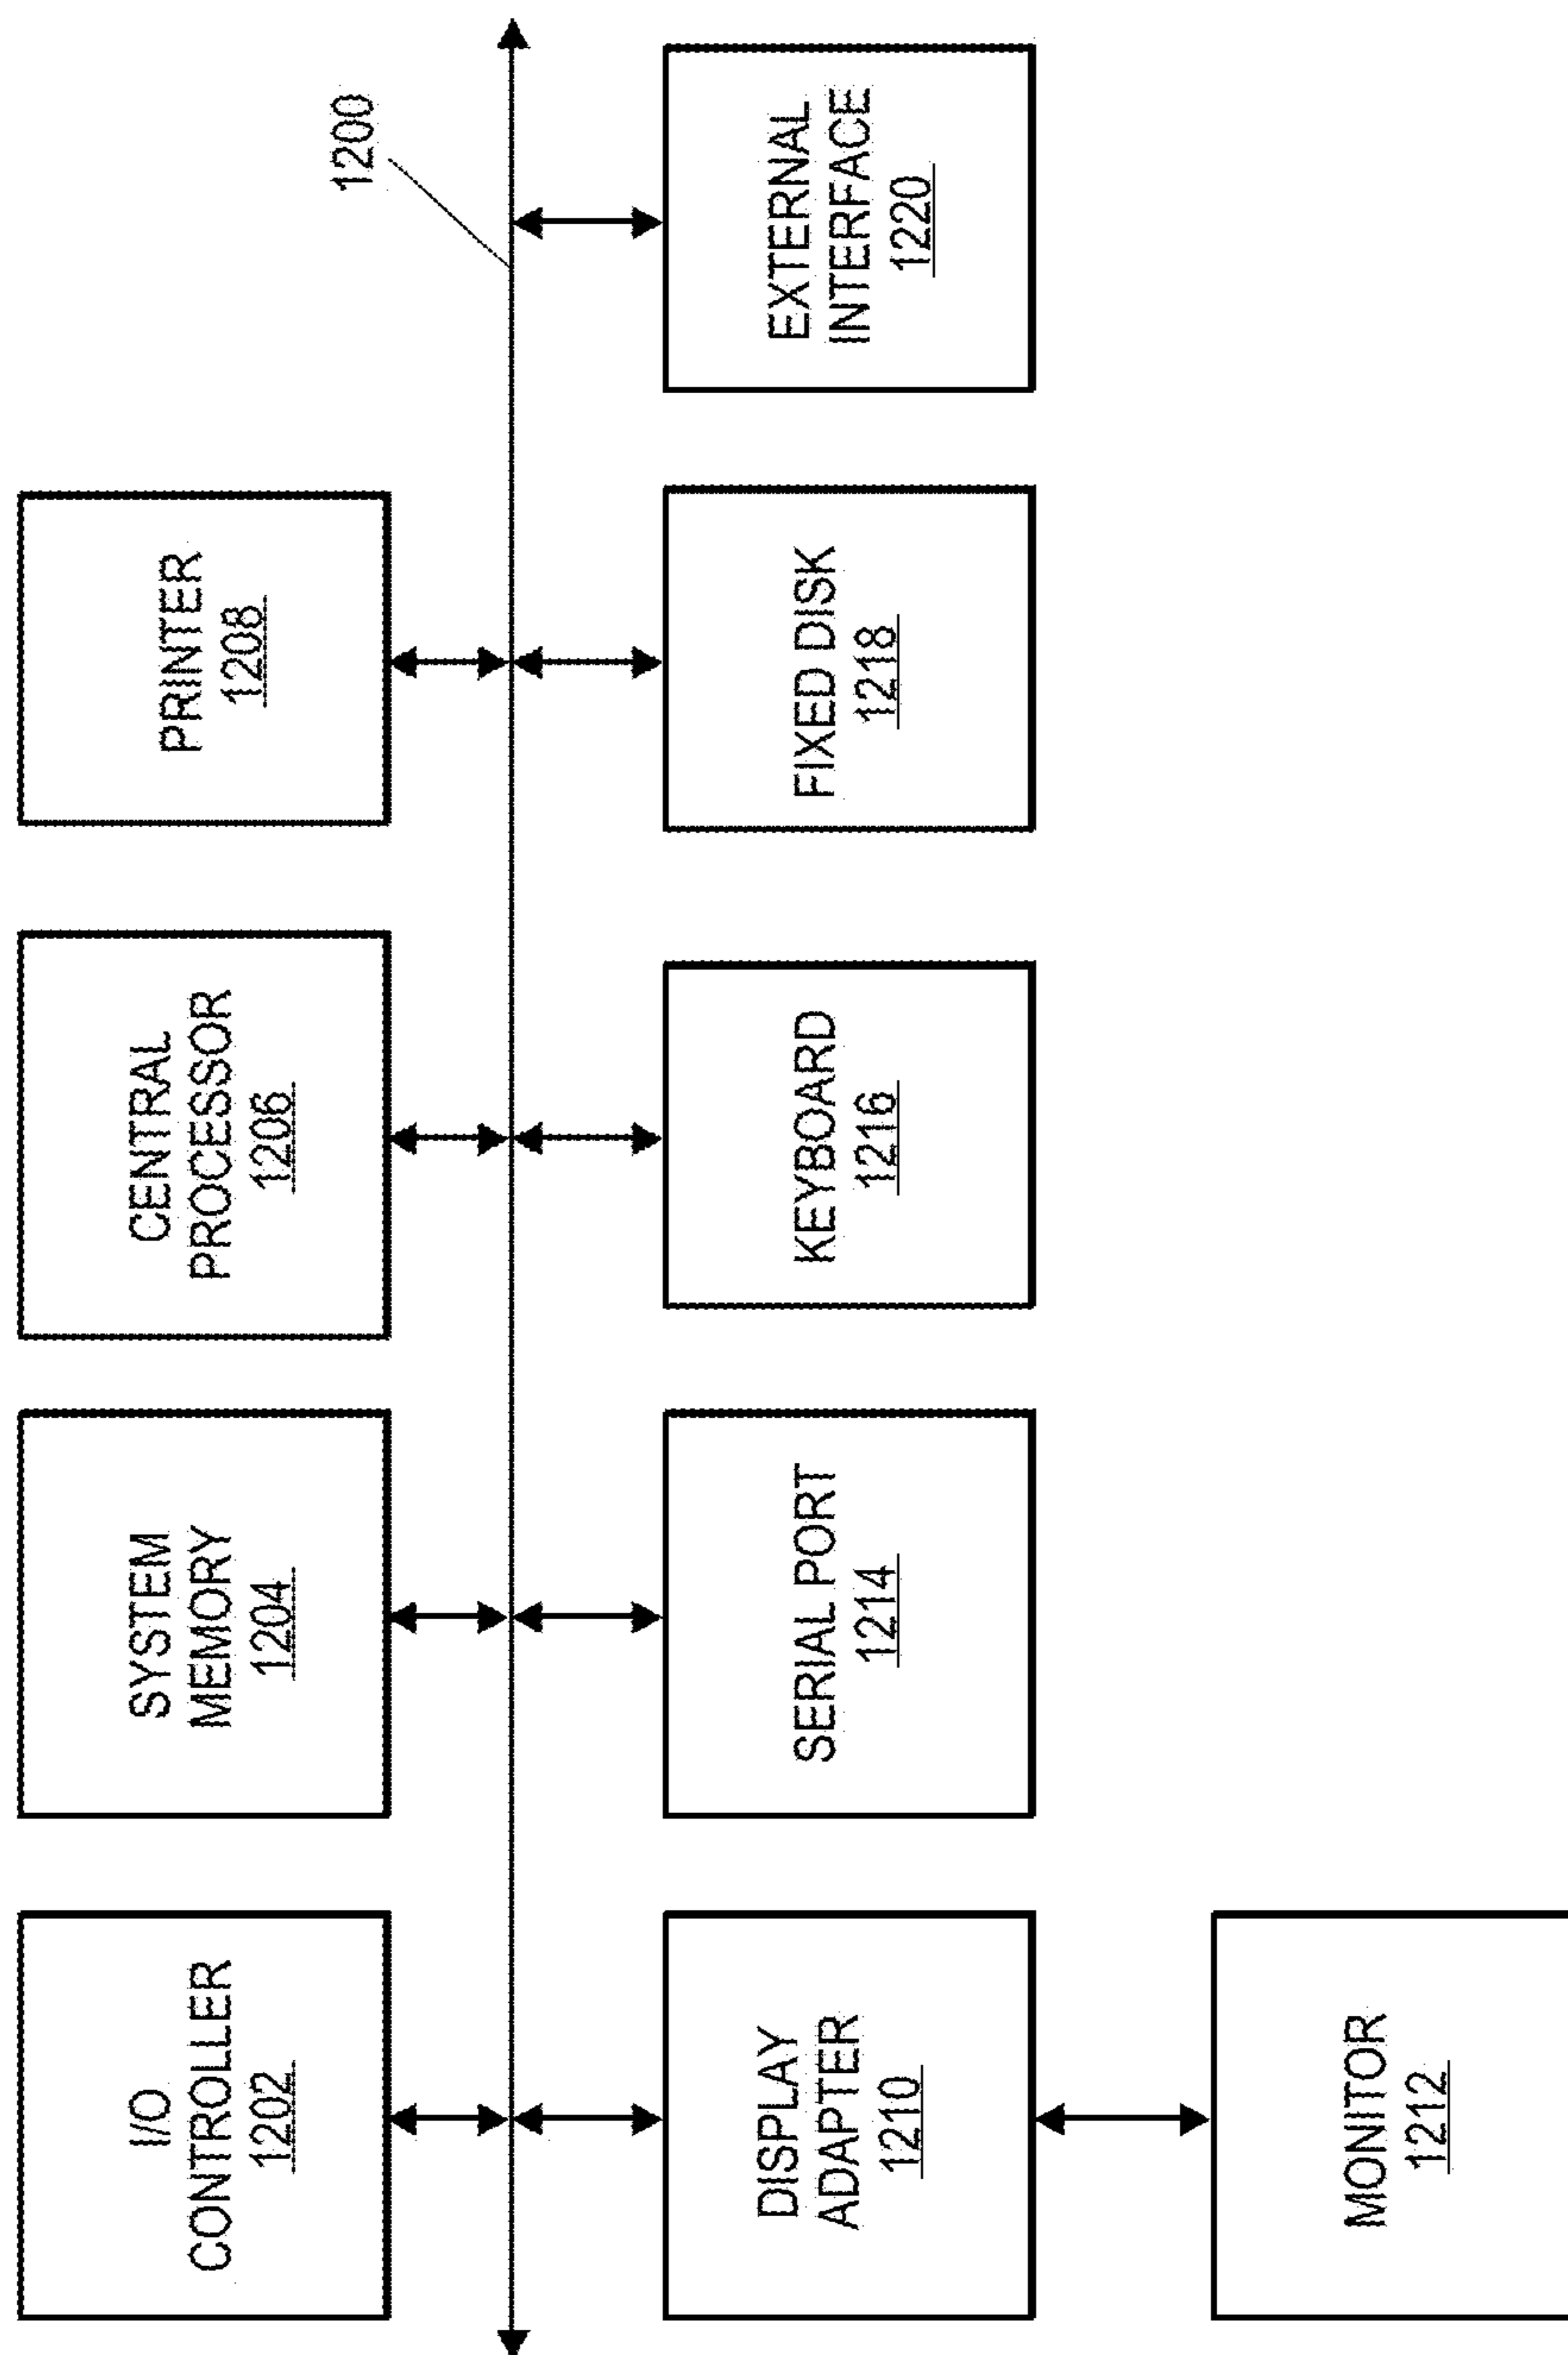 I/O
CONTROLLER
1202
SYSTEM
MEMORY
1204
CENTRAL
PROCESSOR
1206
PRINTER
1208
1200
DISPLAY
ADAPTER
1210
SERIAL PORT
1214
KEYBOARD
1216
FIXED DISK
1218
EXTERNAL
INTERFACE
1220
MONITOR
1212